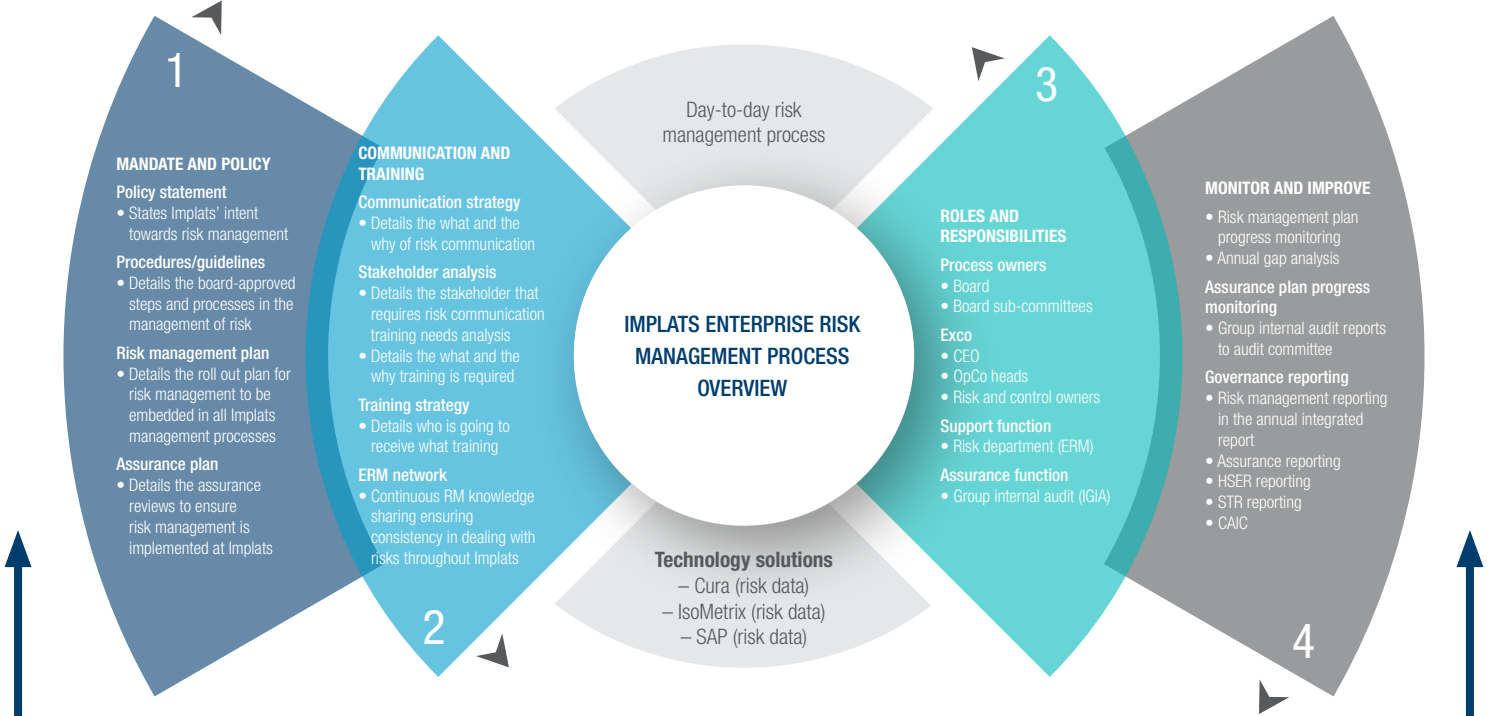 1
MANDATE AND POLICY
Policy statement
• States Implats' intent
towards risk management
Procedures/guidelines
• Details the board-approved
steps and processes in the
management of risk
Risk management plan
• Details the roll out plan for
risk management to be
embedded in all Implats
management processes
Assurance plan
• Details the assurance
reviews to ensure
risk management is
implemented at Implats
COMMUNICATION AND
TRAINING
Communication strategy
• Details the what and the
why of risk communication
Stakeholder analysis
• Details the stakeholder that
requires risk communication
training needs analysis
• Details the what and the
why training is required
Training strategy
• Details who is going to
receive what training
ERM network
• Continuous RM knowledge
sharing ensuring
consistency in dealing with
risks throughout Implats
2
Day-to-day risk
management process
IMPLATS ENTERPRISE RISK
MANAGEMENT PROCESS
OVERVIEW
Technology solutions
– Cura (risk data)
– IsoMetrix (risk data)
– SAP (risk data)
3
ROLES AND
RESPONSIBILITIES
Process owners
• Board
• Board sub-committees
Exco
• CEO
• OpCo heads
• Risk and control owners
Support function
• Risk department (ERM)
Assurance function
• Group internal audit (IGIA)
MONITOR AND IMPROVE
• Risk management plan
progress monitoring
• Annual gap analysis
Assurance plan progress
monitoring
• Group internal audit reports
to audit committee
Governance reporting
• Risk management reporting
in the annual integrated
report
• Assurance reporting
• HSER reporting
• STR reporting
• CAIC
4